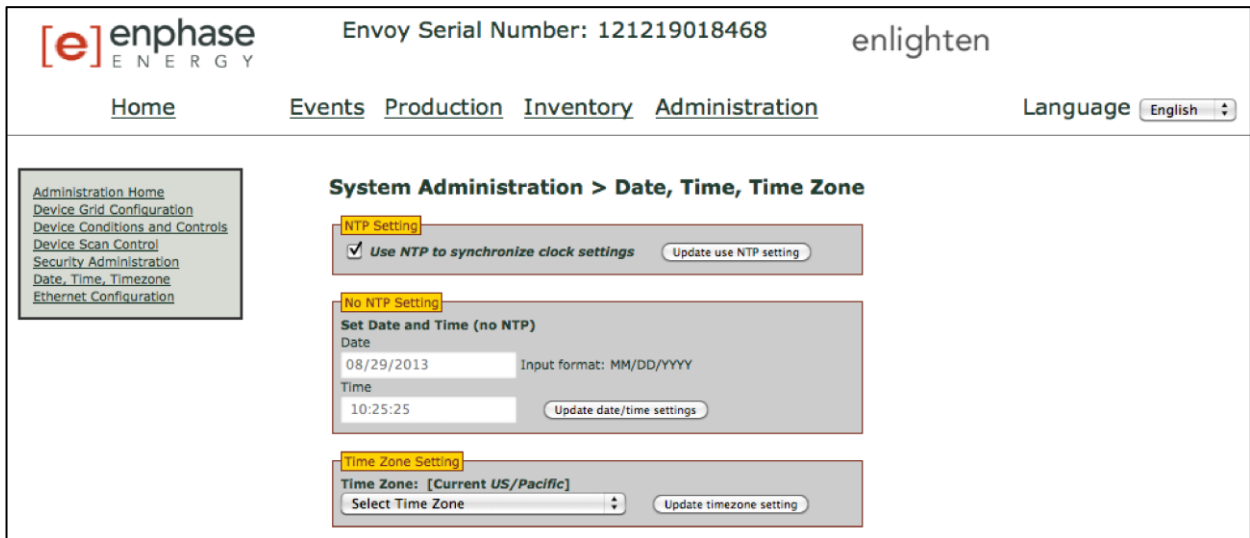 [e] enphase
ENERGY
Envoy Serial Number: 121219018468
enlighten
Home Events Production Inventory Administration Language English
Administration Home
Device Grid Configuration
Device Conditions and Controls
Device Scan Control
Security Administration
Date, Time, Timezone
Ethernet Configuration
System Administration > Date, Time, Time Zone
NTP Setting
Use NTP to synchronize clock settings Update use NTP setting
No NTP Setting
Set Date and Time (no NTP)
Date
08/29/2013 Input format: MM/DD/YYYY
Time
10:25:25 Update date/time settings
Time Zone Setting
Time Zone: [Current US/Pacific]
Select Time Zone Update timezone setting